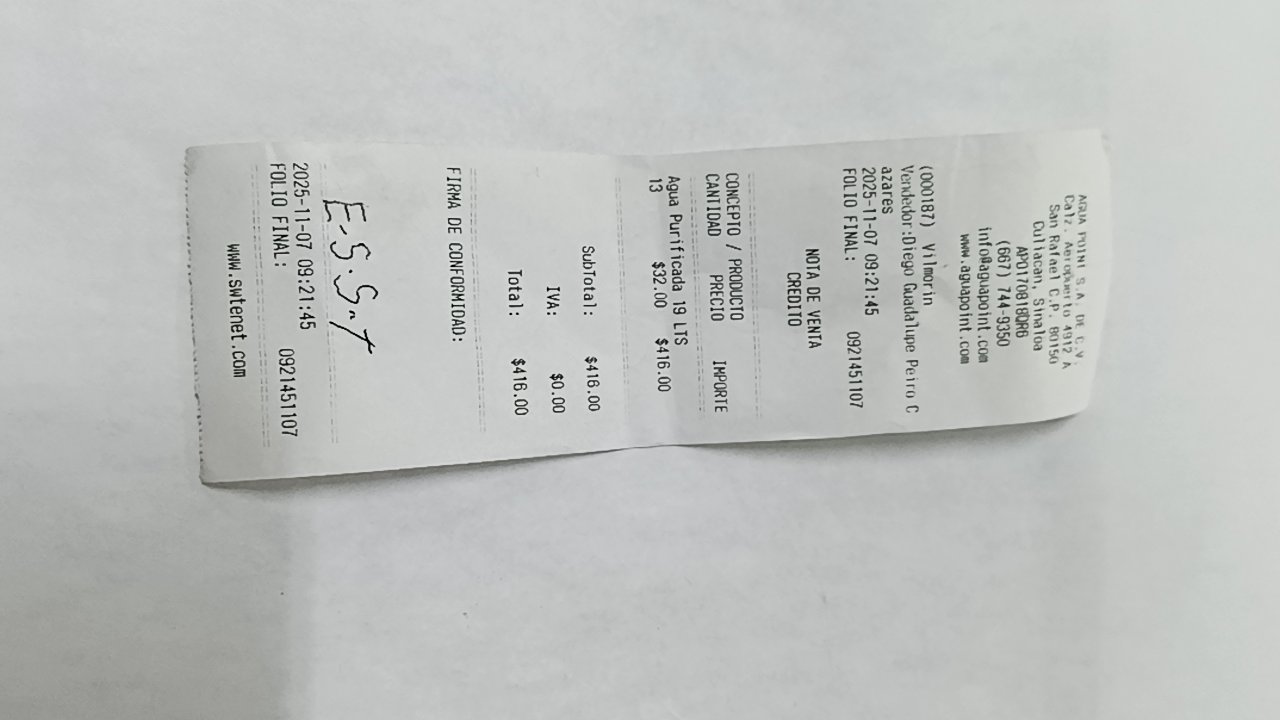 AGUA POINT S.A. DE C.V.
Calz. Aeropuerto 4912 A
San Rafael C.P. 80150
Culiacan, Sinaloa
APO170818QR6
(667) 744-9350
info@aguapoint.com
www.aguapoint.com
(000187) Vilmorin
Vendedor:Diego Guadalupe Peiro C
azares
2025-11-07 09:21:45
FOLIO FINAL: 0921451107
NOTA DE VENTA
CREDITO
CONCEPTO / PRODUCTO
CANTIDAD PRECIO IMPORTE
Agua Purificada 19 LTS
13 $32.00 $416.00
SubTotal: $416.00
IVA: $0.00
Total: $416.00
FIRMA DE CONFORMIDAD:
2025-11-07 09:21:45
FOLIO FINAL: 0921451107
www.swtenet.com